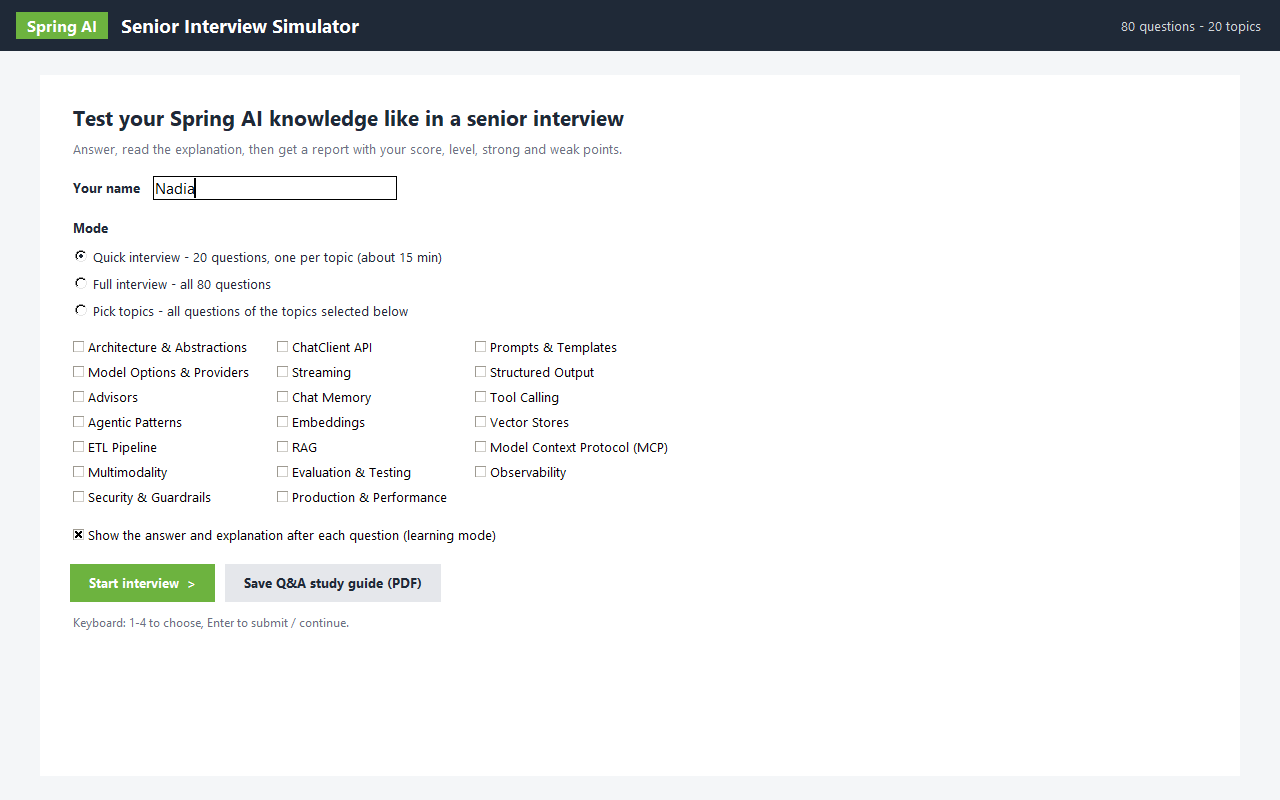 Spring AI Senior Interview Simulator 80 questions - 20 topics
Test your Spring AI knowledge like in a senior interview
Answer, read the explanation, then get a report with your score, level, strong and weak points.
Your name Nadia
Mode
Quick interview - 20 questions, one per topic (about 15 min)
Full interview - all 80 questions
Pick topics - all questions of the topics selected below
Architecture & Abstractions ChatClient API Prompts & Templates
Model Options & Providers Streaming Structured Output
Advisors Chat Memory Tool Calling
Agentic Patterns Embeddings Vector Stores
ETL Pipeline RAG Model Context Protocol (MCP)
Multimodality Evaluation & Testing Observability
Security & Guardrails Production & Performance
Show the answer and explanation after each question (learning mode)
Start interview > Save Q&A study guide (PDF)
Keyboard: 1-4 to choose, Enter to submit / continue.